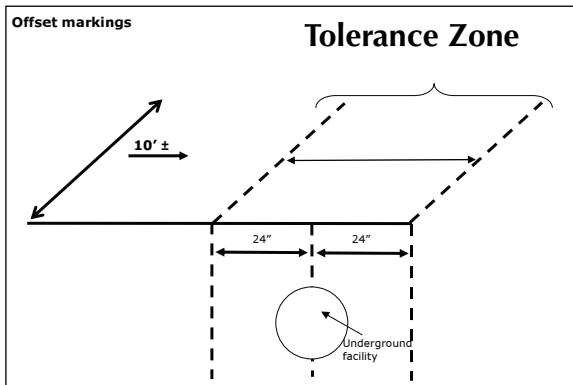 Offset markings
Tolerance Zone
10’ ±
24”
24”
Underground
facility